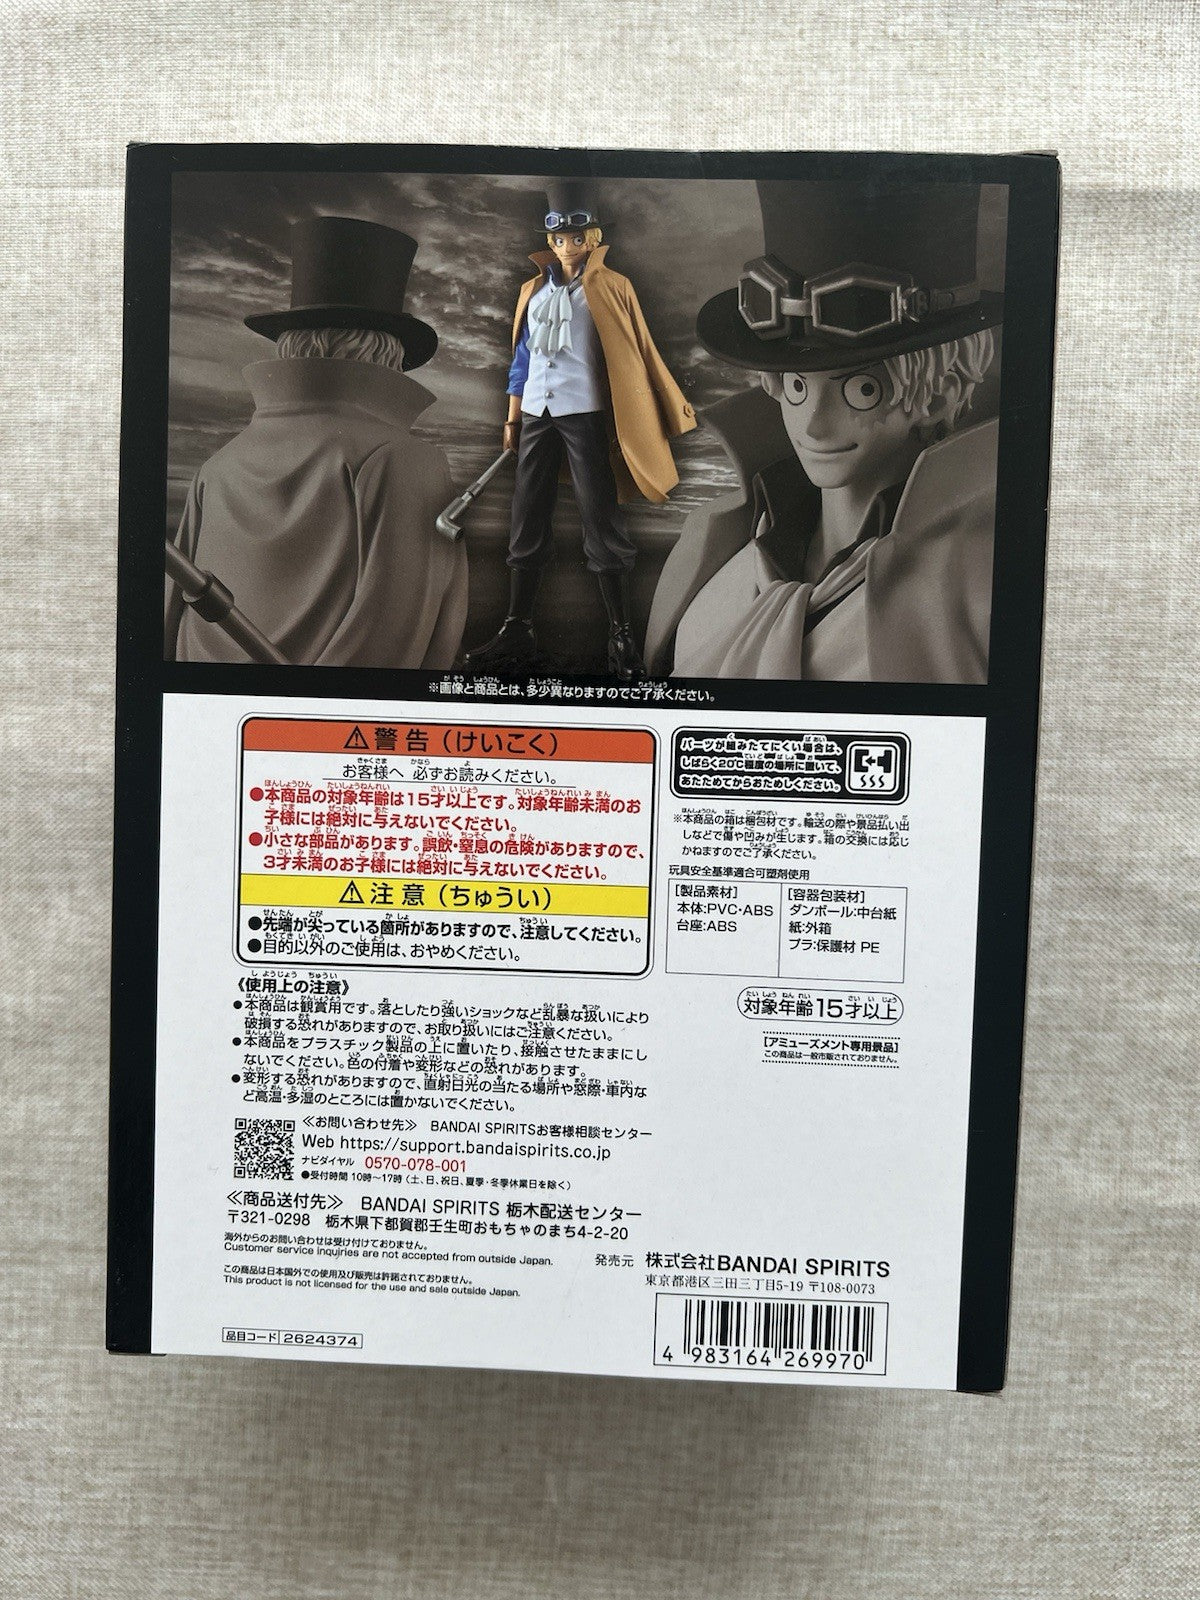 ※画像と商品とは、多少異なりますのでご了承ください。
⚠警告（けいこく）
お客様へ 必ずお読みください。
●本商品の対象年齢は15才以上です。対象年齢未満のお
子様には絶対に与えないでください。
●小さな部品があります。誤飲・窒息の危険がありますので、
3才未満のお子様には絶対に与えないでください。
⚠注意（ちゅうい）
●先端が尖っている箇所がありますので、注意してください。
●目的以外のご使用は、おやめください。
《使用上の注意》
●本商品は観賞用です。落としたり強いショックなど乱暴な扱いにより
破損する恐れがありますので、お取り扱いにはご注意ください。
●本商品をプラスチック製品の上に置いたり、接触させたままにし
ないでください。色の付着や変形などの恐れがあります。
●変形する恐れがありますので、直射日光の当たる場所や窓際・車内な
ど高温・多湿のところには置かないでください。
≪お問い合わせ先≫ BANDAI SPIRITSお客様相談センター
Web https://support.bandaispirits.co.jp
ナビダイヤル 0570-078-001
●受付時間 10時〜17時（土、日、祝日、夏季・冬季休業日を除く）
≪商品送付先≫ BANDAI SPIRITS 栃木配送センター
〒321-0298 栃木県下都賀郡壬生町おもちゃのまち4-2-20
海外からのお問い合わせは受け付けておりません。
Customer service inquiries are not accepted from outside Japan.
この商品は日本国外での使用及び販売は許諾されておりません。
This product is not licensed for the use and sale outside Japan.
品目コード 2624374
パーツが組みたてにくい場合は、
しばらく20℃程度の場所に置いて、
あたためてからおためしください。
※本商品の箱は梱包材です。輸送の際や景品払い出
しなどで傷や凹みが生じます。箱の交換には応じ
かねますのでご了承ください。
玩具安全基準適合可塑剤使用
［製品素材］
本体:PVC・ABS
台座:ABS
［容器包装材］
ダンボール:中台紙
紙:外箱
プラ:保護材 PE
対象年齢15才以上
［アミューズメント専用景品］
この商品は一般市販されておりません。
発売元 株式会社BANDAI SPIRITS
東京都港区三田三丁目5-19 〒108-0073
4 983164 269970